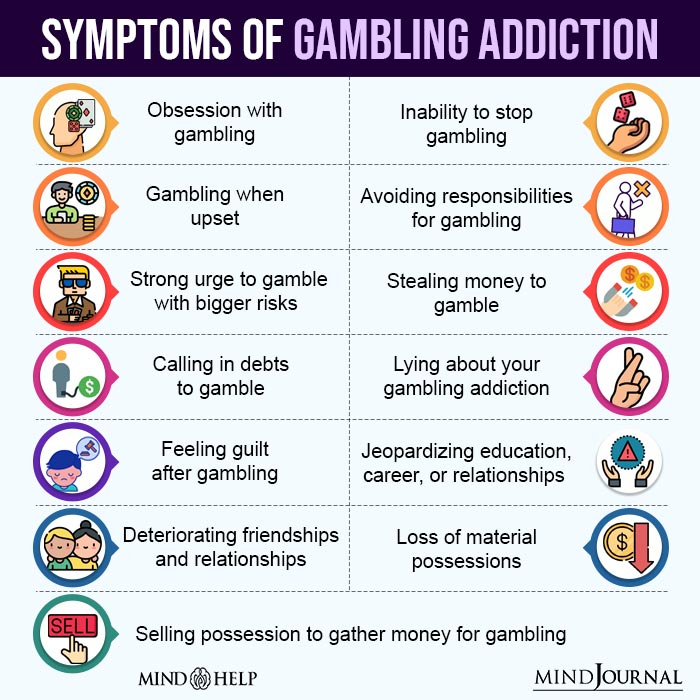 SYMPTOMS OF GAMBLING ADDICTION
Obsession with
gambling
Inability to stop
gambling
Gambling when
upset
Avoiding responsibilities
for gambling
Strong urge to gamble
with bigger risks
Stealing money to
gamble
Calling in debts
to gamble
Lying about your
gambling addiction
Feeling guilt
after gambling
Jeopardizing education,
career, or relationships
Deteriorating friendships
and relationships
Loss of material
possessions
SELL
Selling possession to gather money for gambling
MIND HELP
MINDJOURNAL